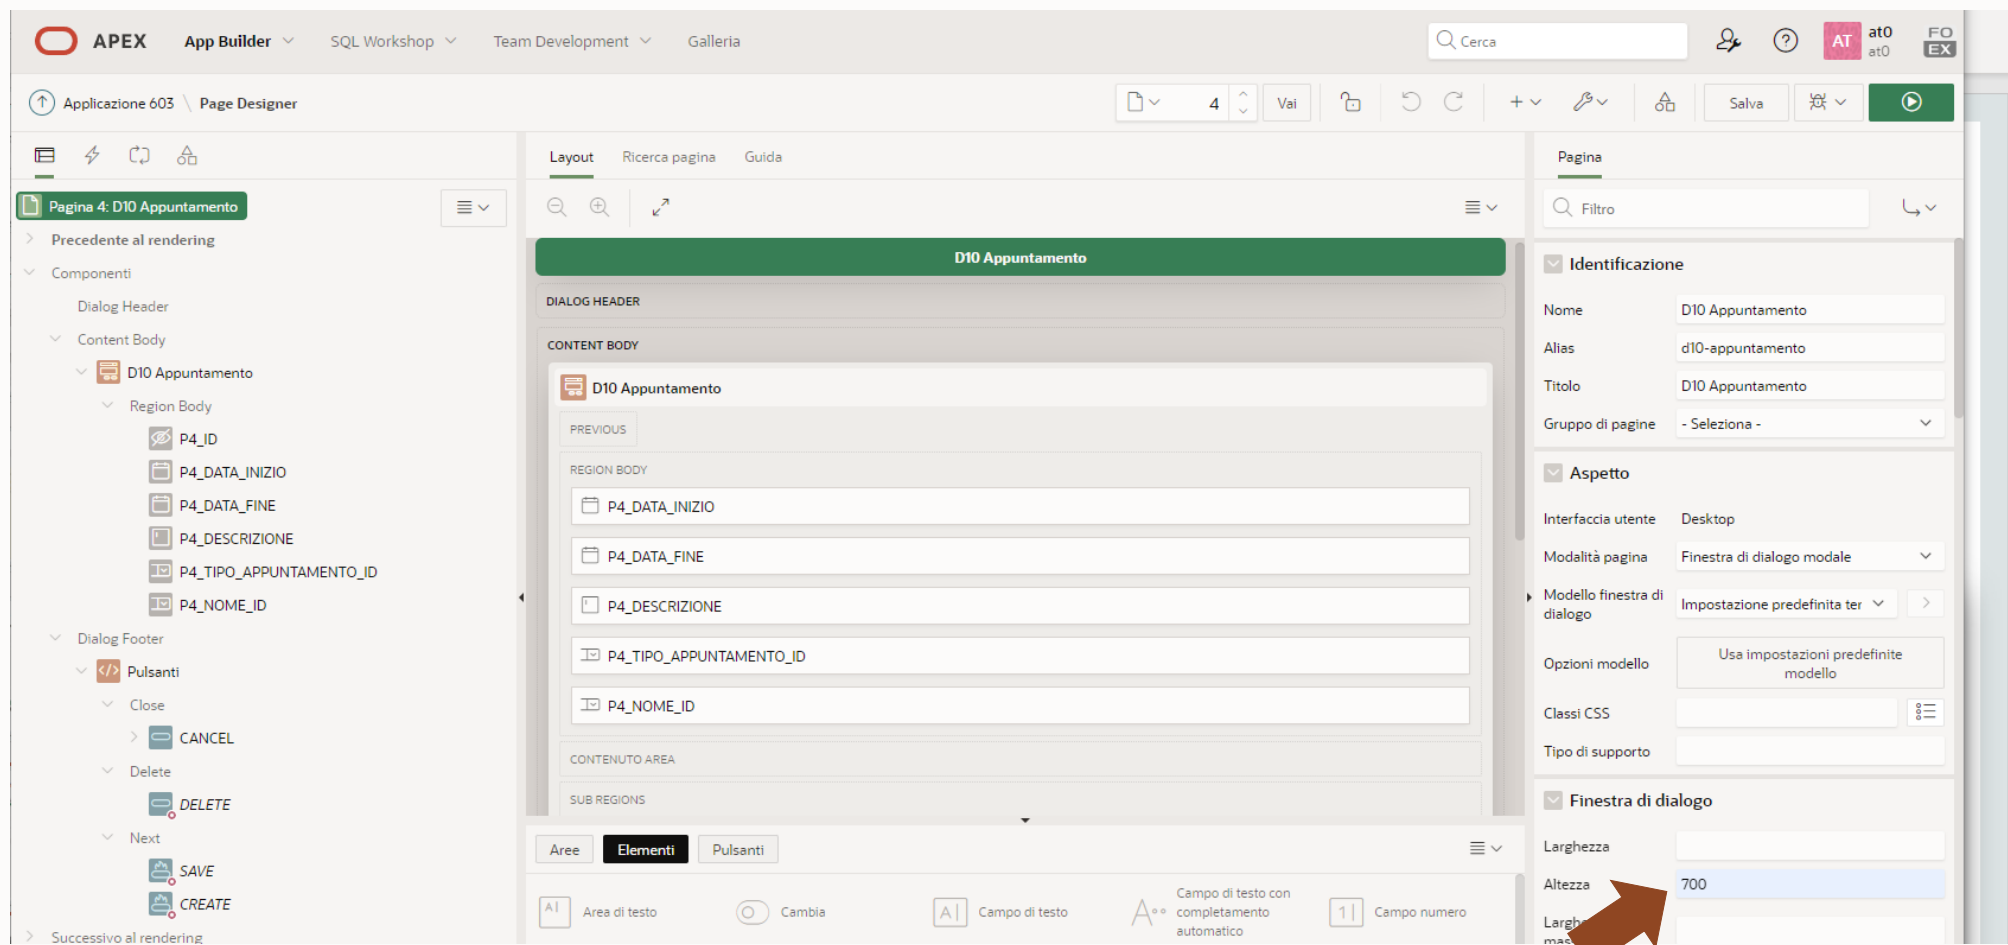 APEX App Builder SQL Workshop Team Development Galleria Cerca AT at0 at0 FO EX
Applicazione 603 \ Page Designer 4 Vai Salva
Layout Ricerca pagina Guida Pagina
Pagina 4: D10 Appuntamento
Precedente al rendering
Componenti
Dialog Header
Content Body
D10 Appuntamento
Region Body
P4_ID
P4_DATA_INIZIO
P4_DATA_FINE
P4_DESCRIZIONE
P4_TIPO_APPUNTAMENTO_ID
P4_NOME_ID
Dialog Footer
Pulsanti
Close
CANCEL
Delete
DELETE
Next
SAVE
CREATE
Successivo al rendering
D10 Appuntamento
DIALOG HEADER
CONTENT BODY
D10 Appuntamento
PREVIOUS
REGION BODY
P4_DATA_INIZIO
P4_DATA_FINE
P4_DESCRIZIONE
P4_TIPO_APPUNTAMENTO_ID
P4_NOME_ID
CONTENUTO AREA
SUB REGIONS
Aree Elementi Pulsanti
Area di testo
Cambia
Campo di testo
Campo di testo con
completamento
automatico
Campo numero
Filtro
Identificazione
Nome D10 Appuntamento
Alias d10-appuntamento
Titolo D10 Appuntamento
Gruppo di pagine - Seleziona -
Aspetto
Interfaccia utente Desktop
Modalità pagina Finestra di dialogo modale
Modello finestra di
dialogo Impostazione predefinita ter
Opzioni modello Usa impostazioni predefinite
modello
Classi CSS
Tipo di supporto
Finestra di dialogo
Larghezza
Altezza 700